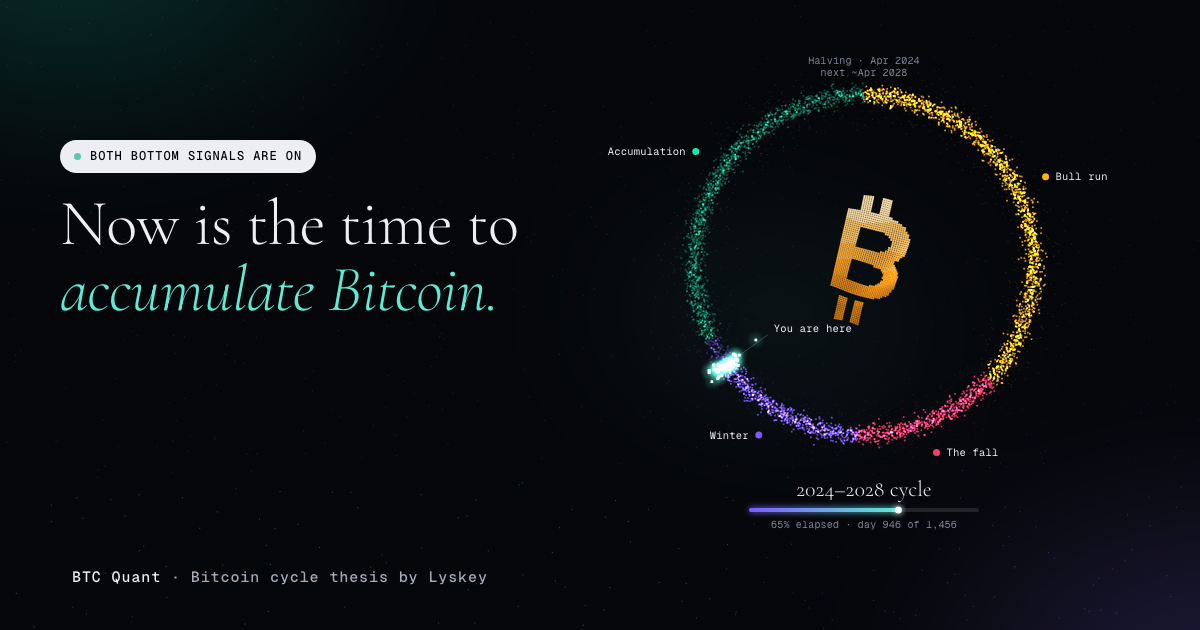 Halving · Apr 2024
next ~Apr 2028
BOTH BOTTOM SIGNALS ARE ON
Accumulation
Bull run
Now is the time to
accumulate Bitcoin.
You are here
Winter
The fall
2024–2028 cycle
65% elapsed · day 946 of 1,456
BTC Quant · Bitcoin cycle thesis by Lyskey